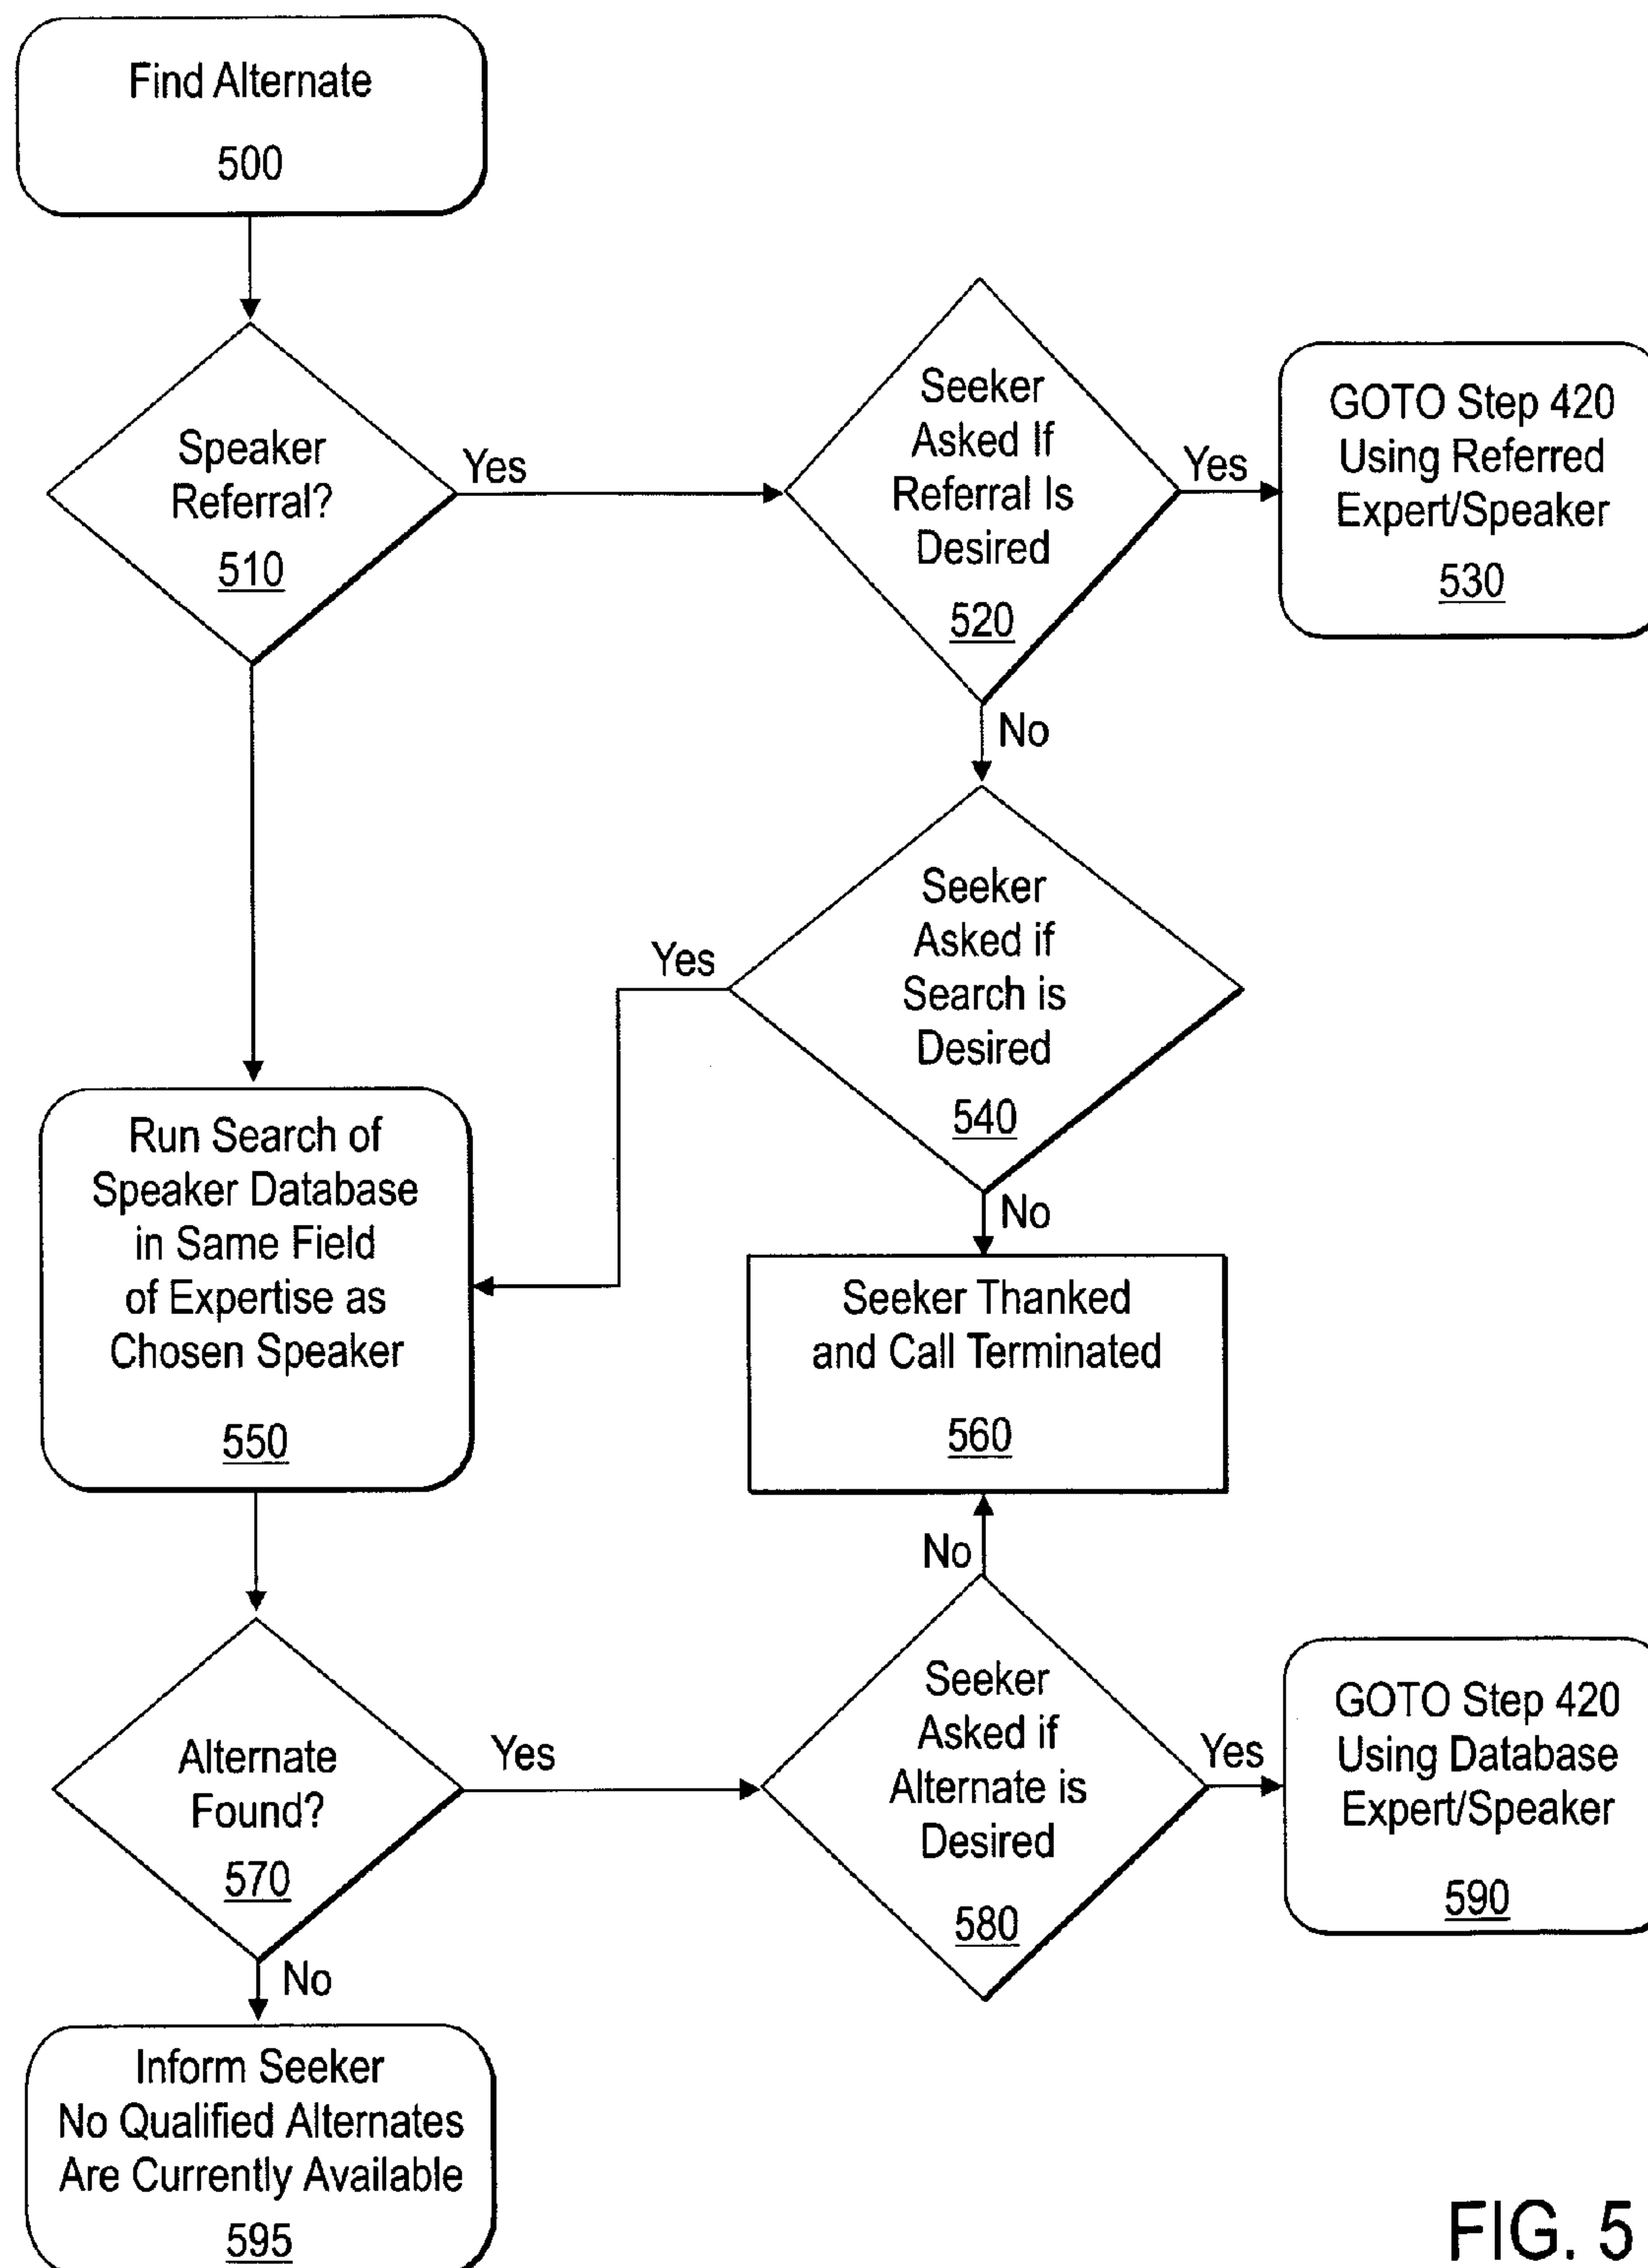 Find Alternate
500
Speaker
Referral?
510
Yes
Seeker
Asked If
Referral Is
Desired
520
Yes
GOTO Step 420
Using Referred
Expert/Speaker
530
No
Seeker
Asked if
Search is
Desired
540
Yes
No
Run Search of
Speaker Database
in Same Field
of Expertise as
Chosen Speaker
550
Seeker Thanked
and Call Terminated
560
No
Alternate
Found?
570
Yes
Seeker
Asked if
Alternate is
Desired
580
Yes
GOTO Step 420
Using Database
Expert/Speaker
590
No
Inform Seeker
No Qualified Alternates
Are Currently Available
595
FIG. 5